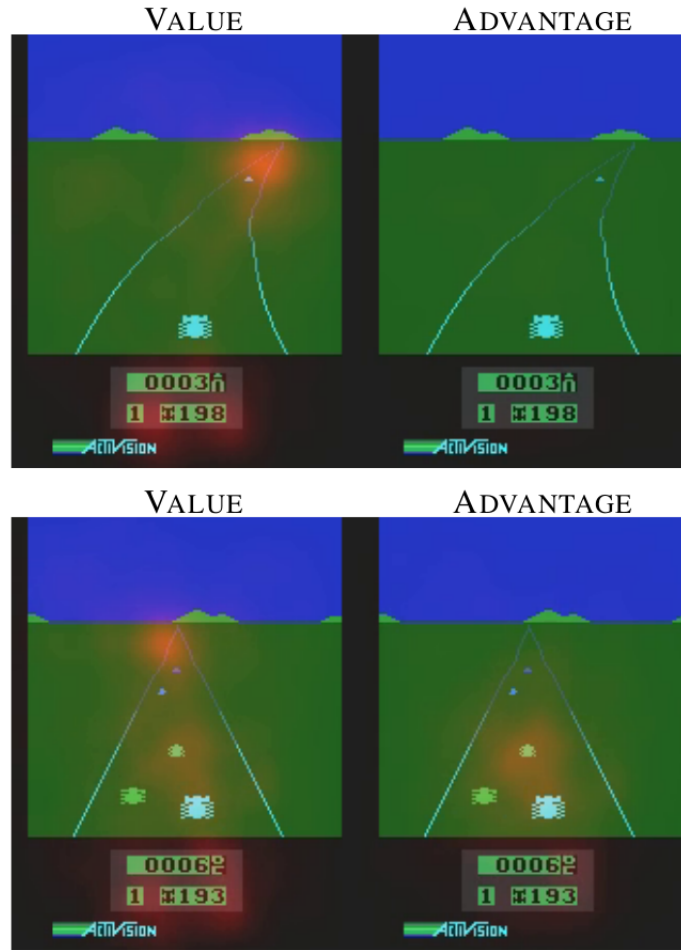 VALUE ADVANTAGE
0003 0003
1 198 1 198
ACTIVISION ACTIVISION
VALUE ADVANTAGE
0006 0006
1 193 1 193
ACTIVISION ACTIVISION